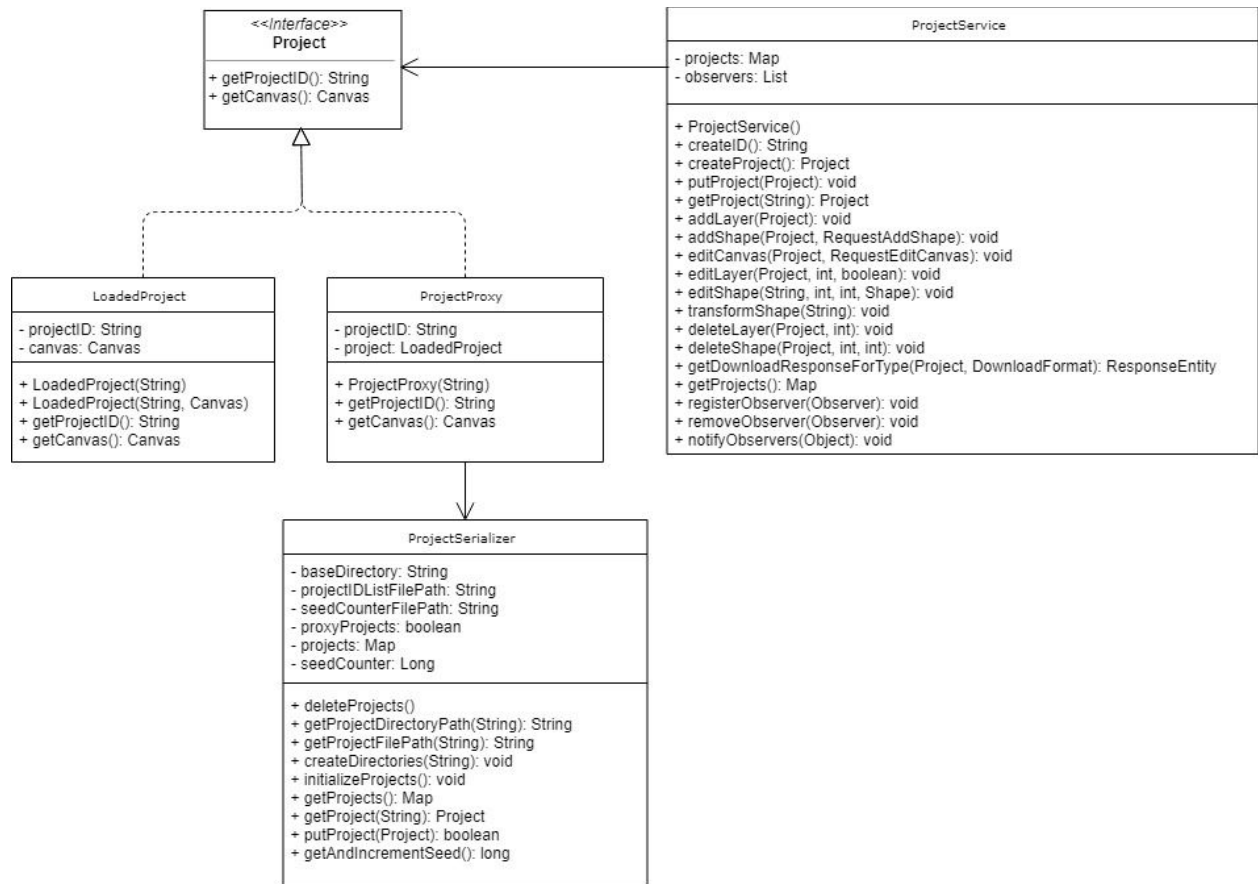 <<Interface>>
Project
+ getProjectID(): String
+ getCanvas(): Canvas
ProjectService
- projects: Map
- observers: List
+ ProjectService()
+ createID(): String
+ createProject(): Project
+ putProject(Project): void
+ getProject(String): Project
+ addLayer(Project): void
+ addShape(Project, RequestAddShape): void
+ editCanvas(Project, RequestEditCanvas): void
+ editLayer(Project, int, boolean): void
+ editShape(String, int, int, Shape): void
+ transformShape(String): void
+ deleteLayer(Project, int): void
+ deleteShape(Project, int, int): void
+ getDownloadResponseForType(Project, DownloadFormat): ResponseEntity
+ getProjects(): Map
+ registerObserver(Observer): void
+ removeObserver(Observer): void
+ notifyObservers(Object): void
LoadedProject
- projectID: String
- canvas: Canvas
+ LoadedProject(String)
+ LoadedProject(String, Canvas)
+ getProjectID(): String
+ getCanvas(): Canvas
ProjectProxy
- projectID: String
- project: LoadedProject
+ ProjectProxy(String)
+ getProjectID(): String
+ getCanvas(): Canvas
ProjectSerializer
- baseDirectory: String
- projectIDListFilePath: String
- seedCounterFilePath: String
- proxyProjects: boolean
- projects: Map
- seedCounter: Long
+ deleteProjects()
+ getProjectDirectoryPath(String): String
+ getProjectFilePath(String): String
+ createDirectories(String): void
+ initializeProjects(): void
+ getProjects(): Map
+ getProject(String): Project
+ putProject(Project): boolean
+ getAndIncrementSeed(): long